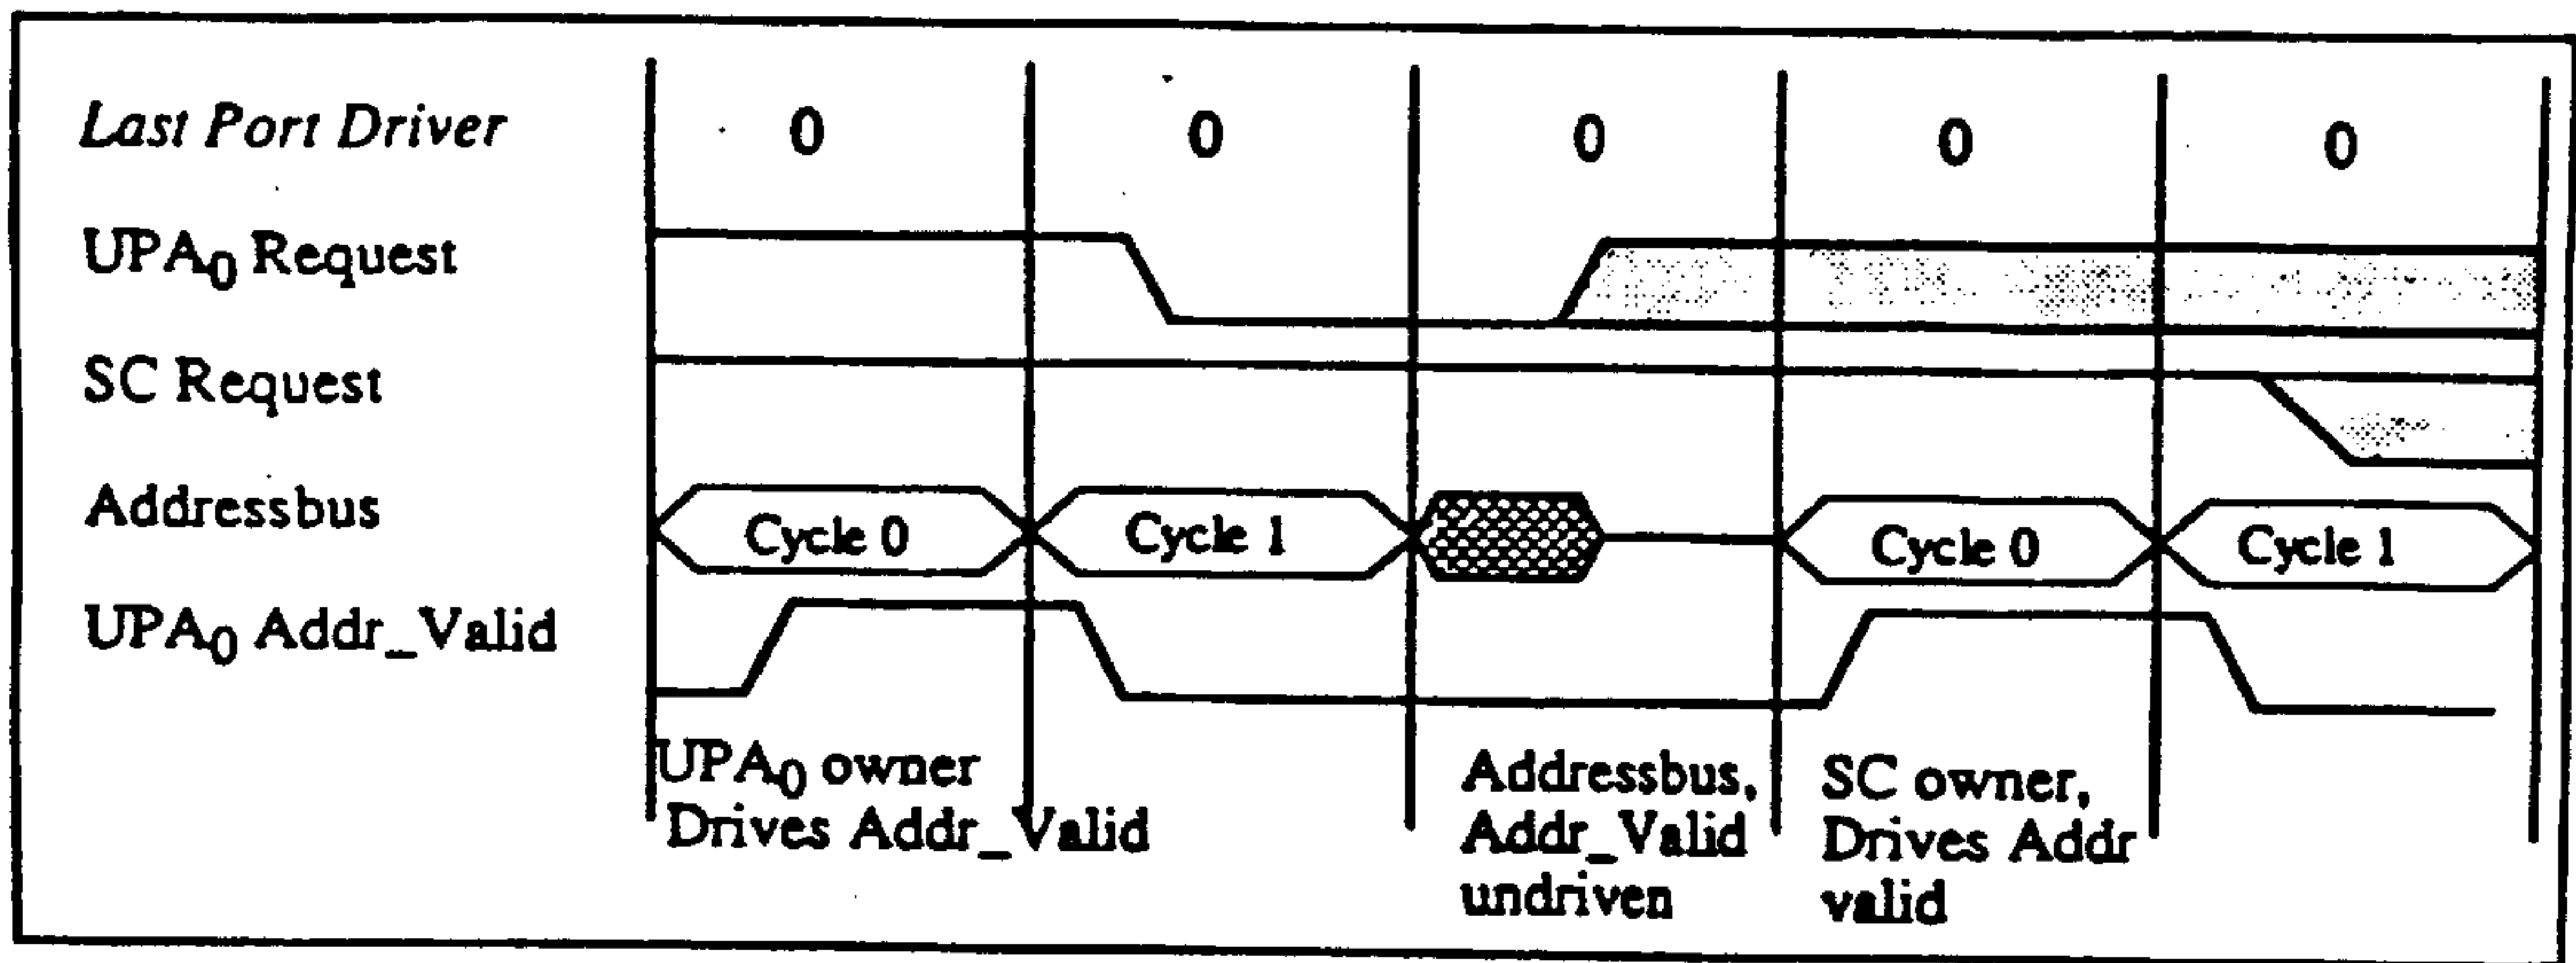 Last Port Driver 0 0 0 0 0
UPA0 Request
SC Request
Addressbus Cycle 0 Cycle 1 Cycle 0 Cycle 1
UPA0 Addr_Valid
UPA0 owner
Drives Addr_Valid
Addressbus,
Addr_Valid
undriven
SC owner,
Drives Addr
valid